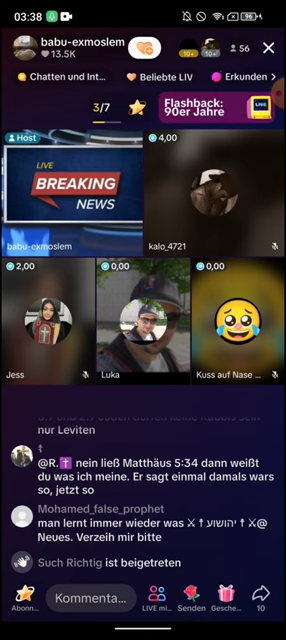 03:38
96
babu-exmoslem
13.5K
10+
10+
56
Chatten und Int...
Beliebte LIV
Erkunden
3/7
Flashback:
90er Jahre
LIVE
Host
4,00
LIVE
BREAKING
NEWS
babu-exmoslem
kalo_4721
2,00
0,00
0,00
Jess
Luka
Kuss auf Nase ...
nur Leviten
@R.✝️ nein ließ Matthäus 5:34 dann weißt
du was ich meine. Er sagt einmal damals wars
so, jetzt so
Mohamed_false_prophet
man lernt immer wieder was ⚔ † יהושוע † ⚔@
Neues. Verzeih mir bitte
Such Richtig ist beigetreten
Abonn...
Kommenta...
LIVE mi...
Senden
Gesche...
10